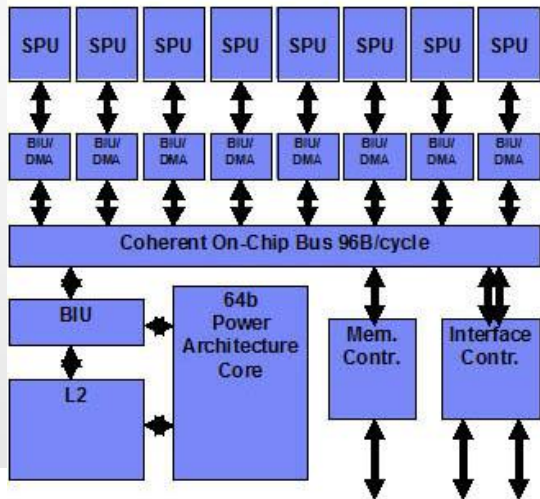 SPU SPU SPU SPU SPU SPU SPU SPU
BIU/ BIU/ BIU/ BIU/ BIU/ BIU/ BIU/ BIU/
DMA DMA DMA DMA DMA DMA DMA DMA
Coherent On-Chip Bus 96B/cycle
BIU
64b
Power
Architecture
Core
L2
Mem.
Contr.
Interface
Contr.